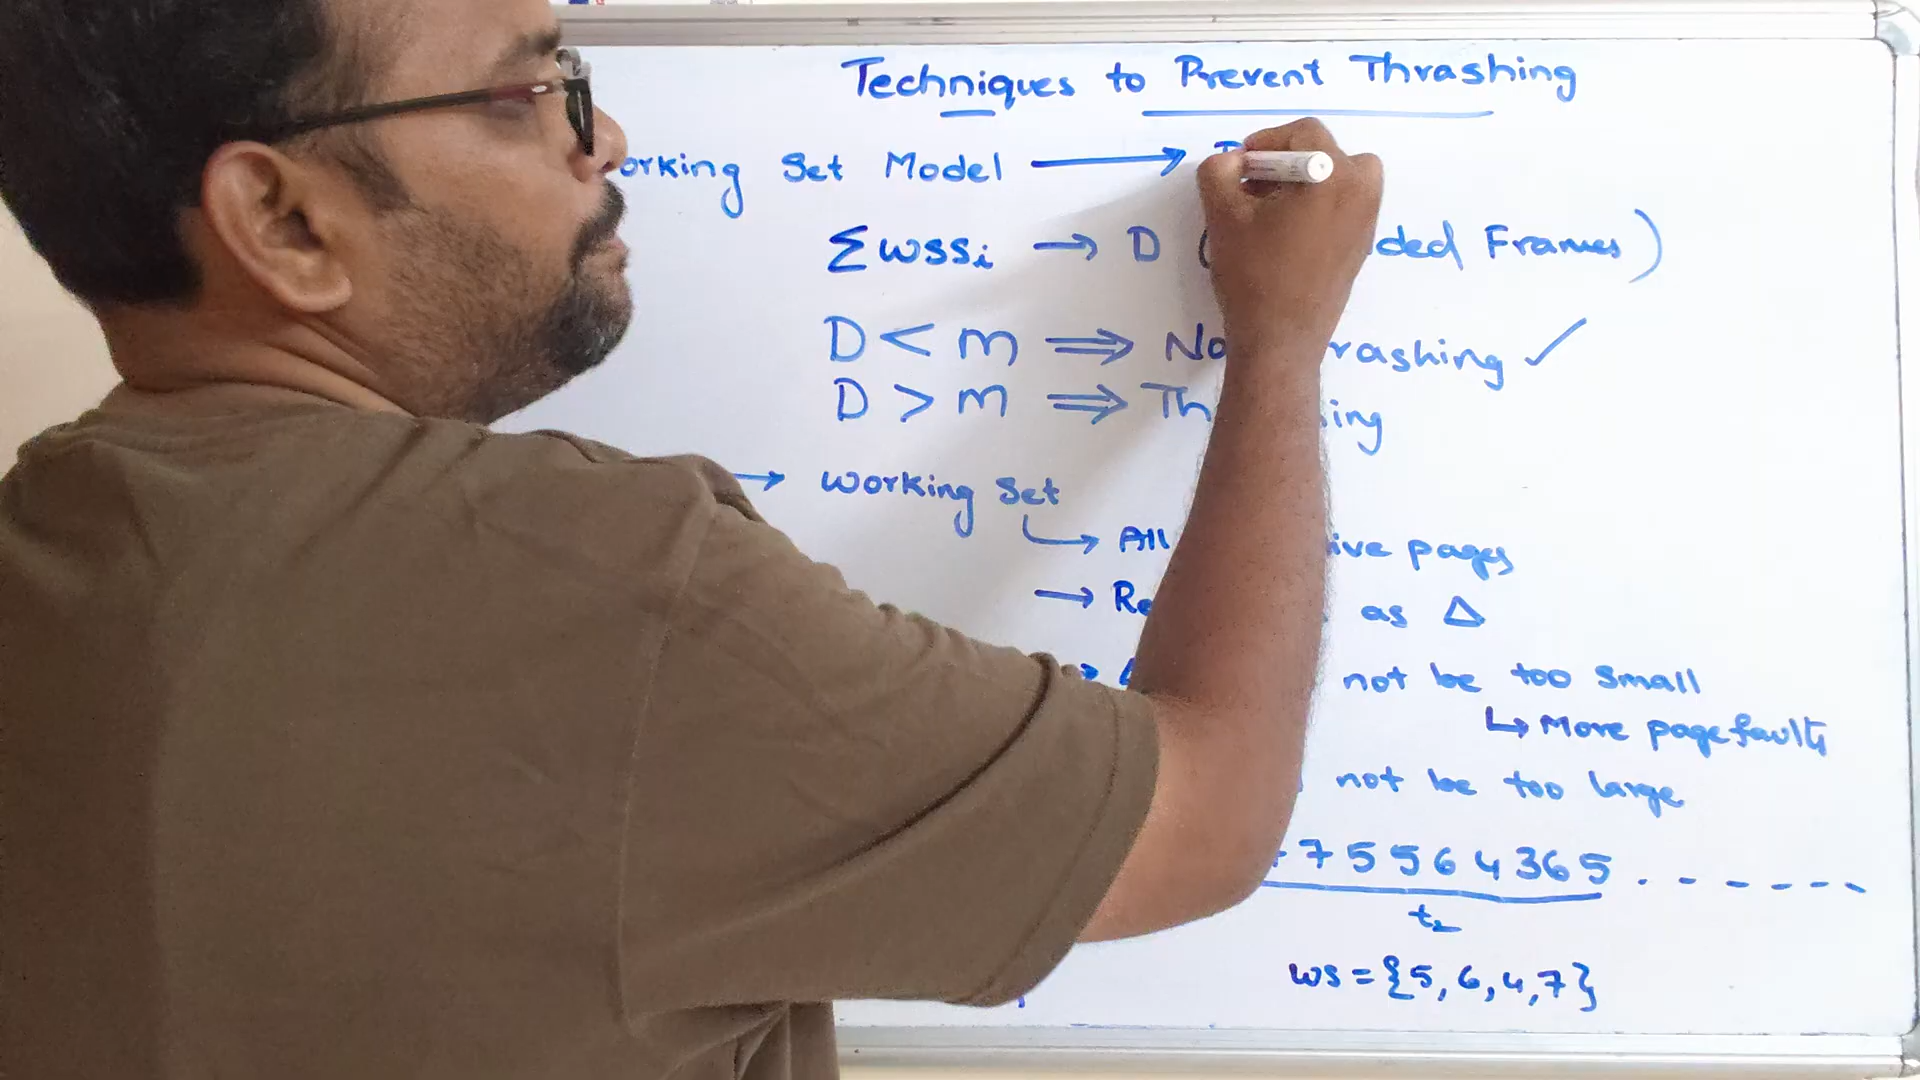 Techniques to Prevent Thrashing
orking Set Model →
Σ WSSi → D ( ded Frames)
D < m ⇒ No rashing ✓
D > m ⇒ Th ing
→ Working Set
↳ All ive pages
→ Re as Δ
not be too small
↳ More page faults
not be too large
7 5 5 6 4 3 6 5 . - - - - -
t2
WS = {5, 6, 4, 7}